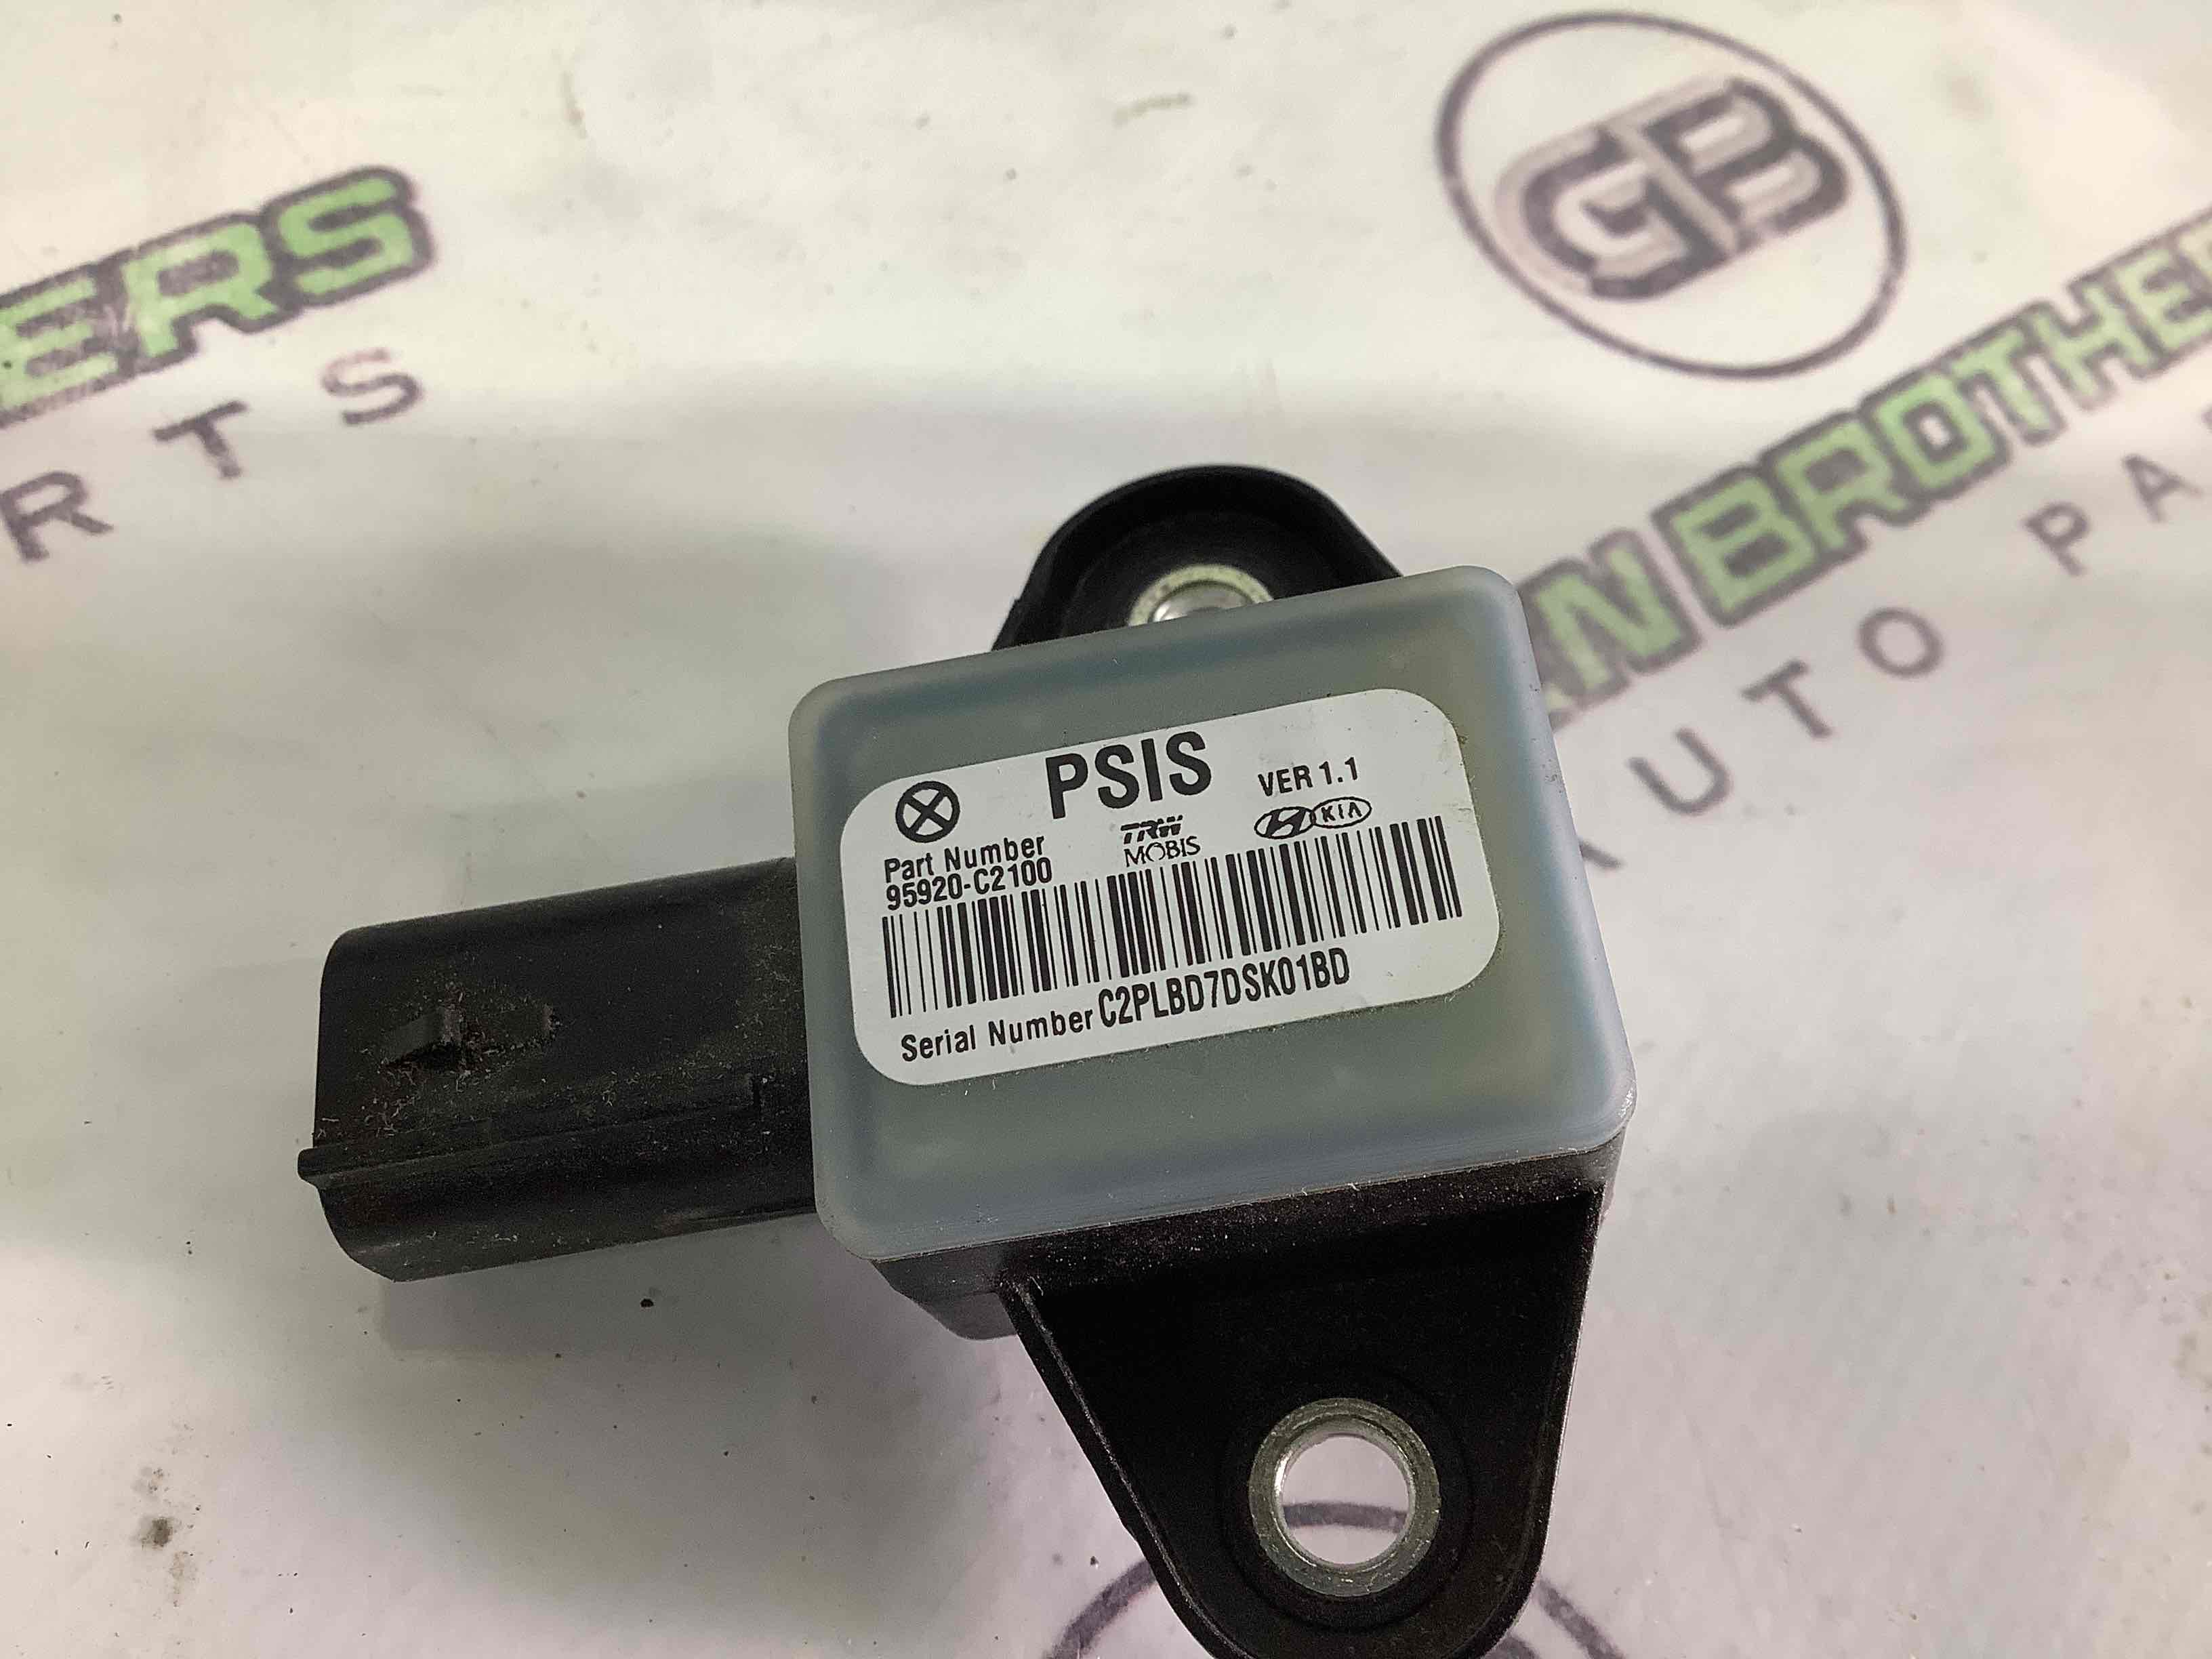 GB
ERS
RTS
AN BROTHER
AUTO PA
PSIS
VER 1.1
TRW
MOBIS
KIA
Part Number
95920-C2100
Serial Number C2PLBD7DSK01BD